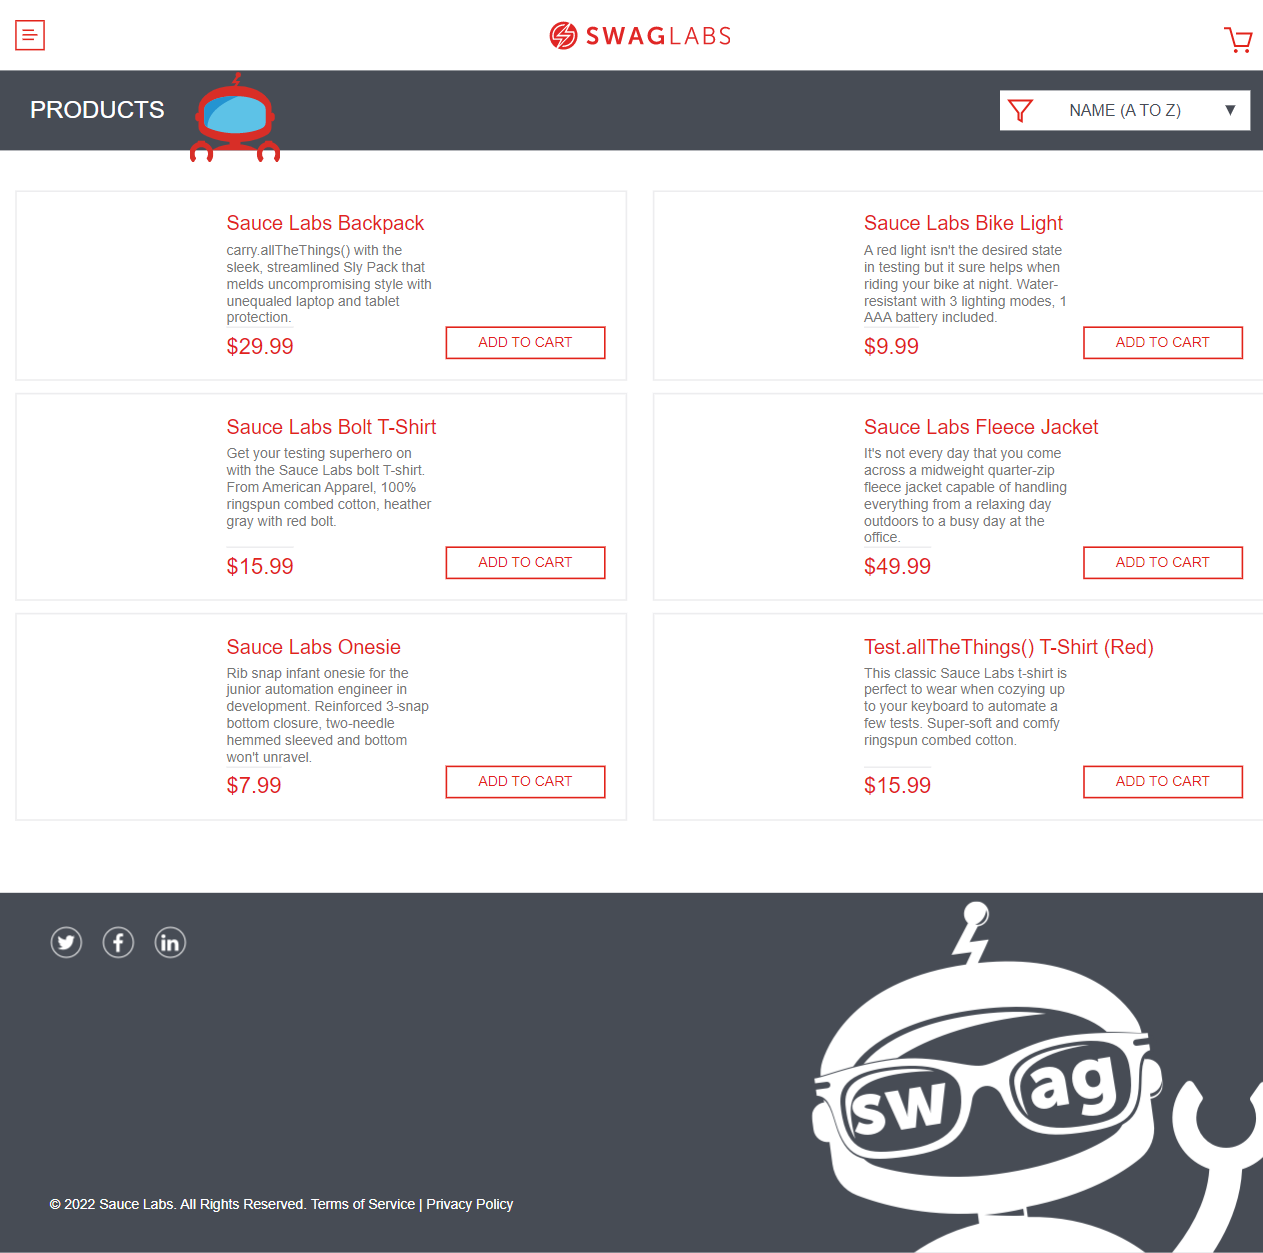 SWAGLABS
PRODUCTS
NAME (A TO Z)
Sauce Labs Backpack
carry.allTheThings() with the
sleek, streamlined Sly Pack that
melds uncompromising style with
unequaled laptop and tablet
protection.
$29.99
ADD TO CART
Sauce Labs Bike Light
A red light isn't the desired state
in testing but it sure helps when
riding your bike at night. Water-
resistant with 3 lighting modes, 1
AAA battery included.
$9.99
ADD TO CART
Sauce Labs Bolt T-Shirt
Get your testing superhero on
with the Sauce Labs bolt T-shirt.
From American Apparel, 100%
ringspun combed cotton, heather
gray with red bolt.
$15.99
ADD TO CART
Sauce Labs Fleece Jacket
It's not every day that you come
across a midweight quarter-zip
fleece jacket capable of handling
everything from a relaxing day
outdoors to a busy day at the
office.
$49.99
ADD TO CART
Sauce Labs Onesie
Rib snap infant onesie for the
junior automation engineer in
development. Reinforced 3-snap
bottom closure, two-needle
hemmed sleeved and bottom
won't unravel.
$7.99
ADD TO CART
Test.allTheThings() T-Shirt (Red)
This classic Sauce Labs t-shirt is
perfect to wear when cozying up
to your keyboard to automate a
few tests. Super-soft and comfy
ringspun combed cotton.
$15.99
ADD TO CART
in
sw ag
© 2022 Sauce Labs. All Rights Reserved. Terms of Service | Privacy Policy